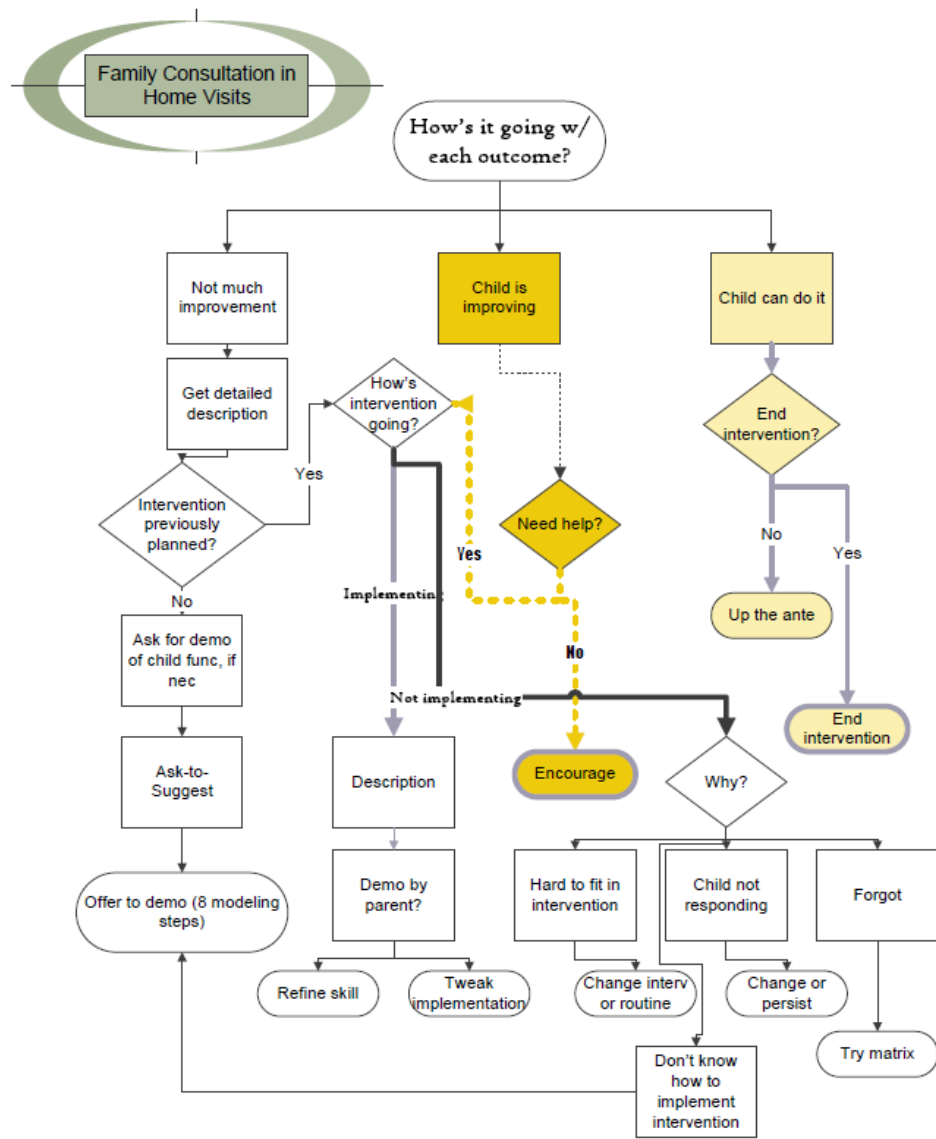 Family Consultation in
Home Visits
How's it going w/
each outcome?
Not much
improvement
Child is
improving
Child can do it
Get detailed
description
How's
intervention
going?
End
intervention?
Yes
Intervention
previously
planned?
Need help?
No
Yes
Yes
Implementing
Up the ante
No
Ask for demo
of child func, if
nec
No
Not implementing
End
intervention
Ask-to-
Suggest
Description
Encourage
Why?
Offer to demo (8 modeling
steps)
Demo by
parent?
Hard to fit in
intervention
Child not
responding
Forgot
Refine skill
Tweak
implementation
Change interv
or routine
Change or
persist
Try matrix
Don't know
how to
implement
intervention